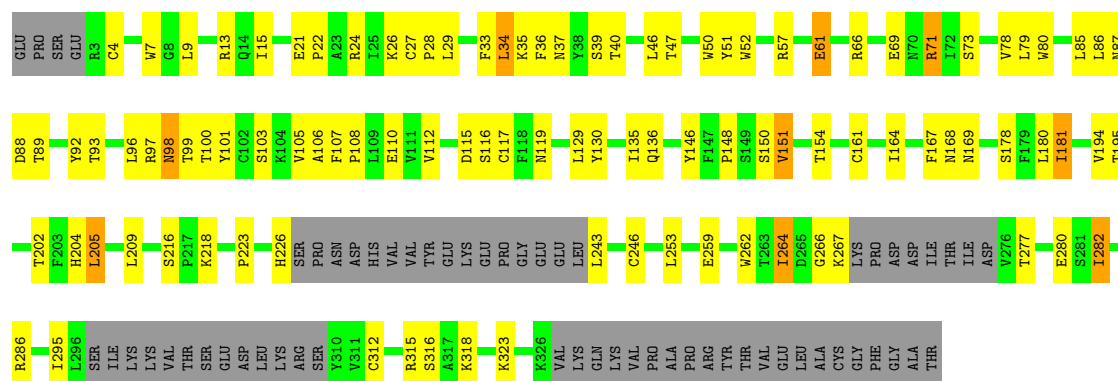 GLU PRO SER GLU R3 C4 W7 G8 L9 R13 Q14 I15 E21 P22 A23 R24 I25 K26 C27 P28 L29 F33 L34 K35 F36 N37 Y38 S39 T40 L46 T47 W50 Y51 W52 R57 E61 R66 E69 N70 R71 I72 S73 V78 L79 W80 L85 L86 N87
D88 T89 Y92 T93 L96 R97 N98 T99 T100 Y101 C102 S103 K104 V105 A106 F107 P108 L109 E110 V111 V112 D115 S116 C117 F118 N119 L129 Y130 I135 Q136 Y146 F147 P148 S149 S150 V151 T154 C161 I164 F167 N168 N169 S178 F179 L180 I181 V194
T202 F203 H204 L205 L209 S216 P217 K218 P223 H226 SER PRO ASN ASP HIS VAL VAL TYR GLU LYS GLU PRO GLY GLU GLU LEU L243 C246 L253 E259 W262 T263 I264 D265 G266 K267 LYS PRO ASP ASP ILE THR ILE ASP V276 T277 E280 S281 I282
R286 I295 L296 SER ILE LYS LYS VAL THR SER GLU ASP LEU LYS ARG SER Y310 V311 C312 R315 S316 A317 K318 K323 K326 VAL LYS GLN LYS VAL PRO ALA PRO ARG TYR THR VAL GLU LEU ALA CYS GLY PHE GLY ALA THR